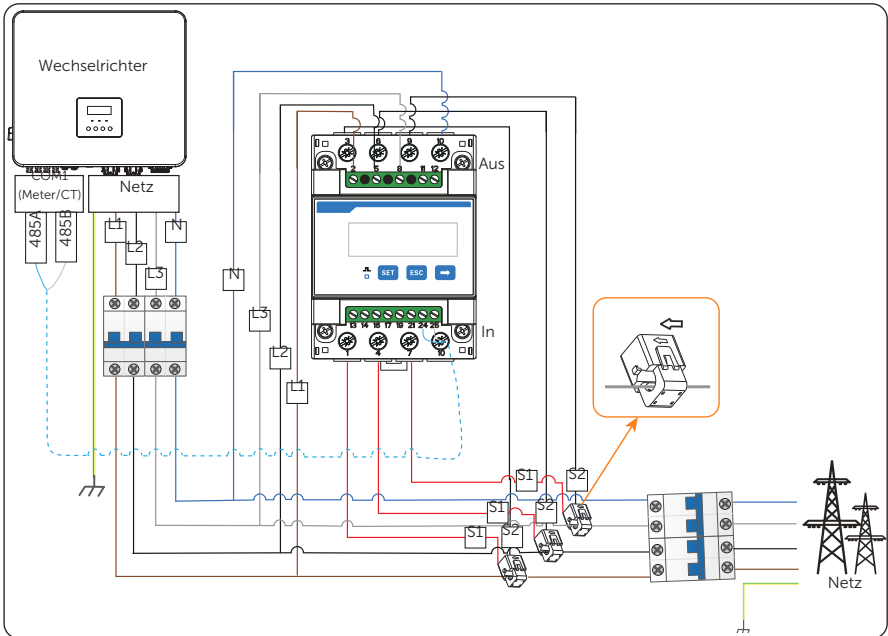 Wechselrichter
COM1
(Meter/CT)
Netz
485A
485B
L1
L2
L3
N
N
L3
L2
L1
3 6 9 10
2 5 8 11 12
Aus
SET ESC
13 14 16 17 19 21 24 25
In
1 4 7 10
S1
S2
S1
S2
S1
S2
Netz